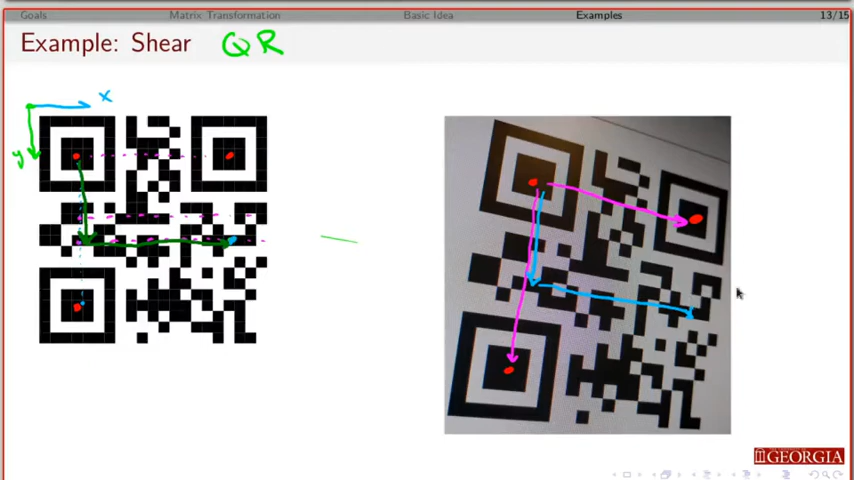 Goals Matrix Transformation Basic Idea Examples 13/15
Example: Shear QR
x
y
GEORGIA